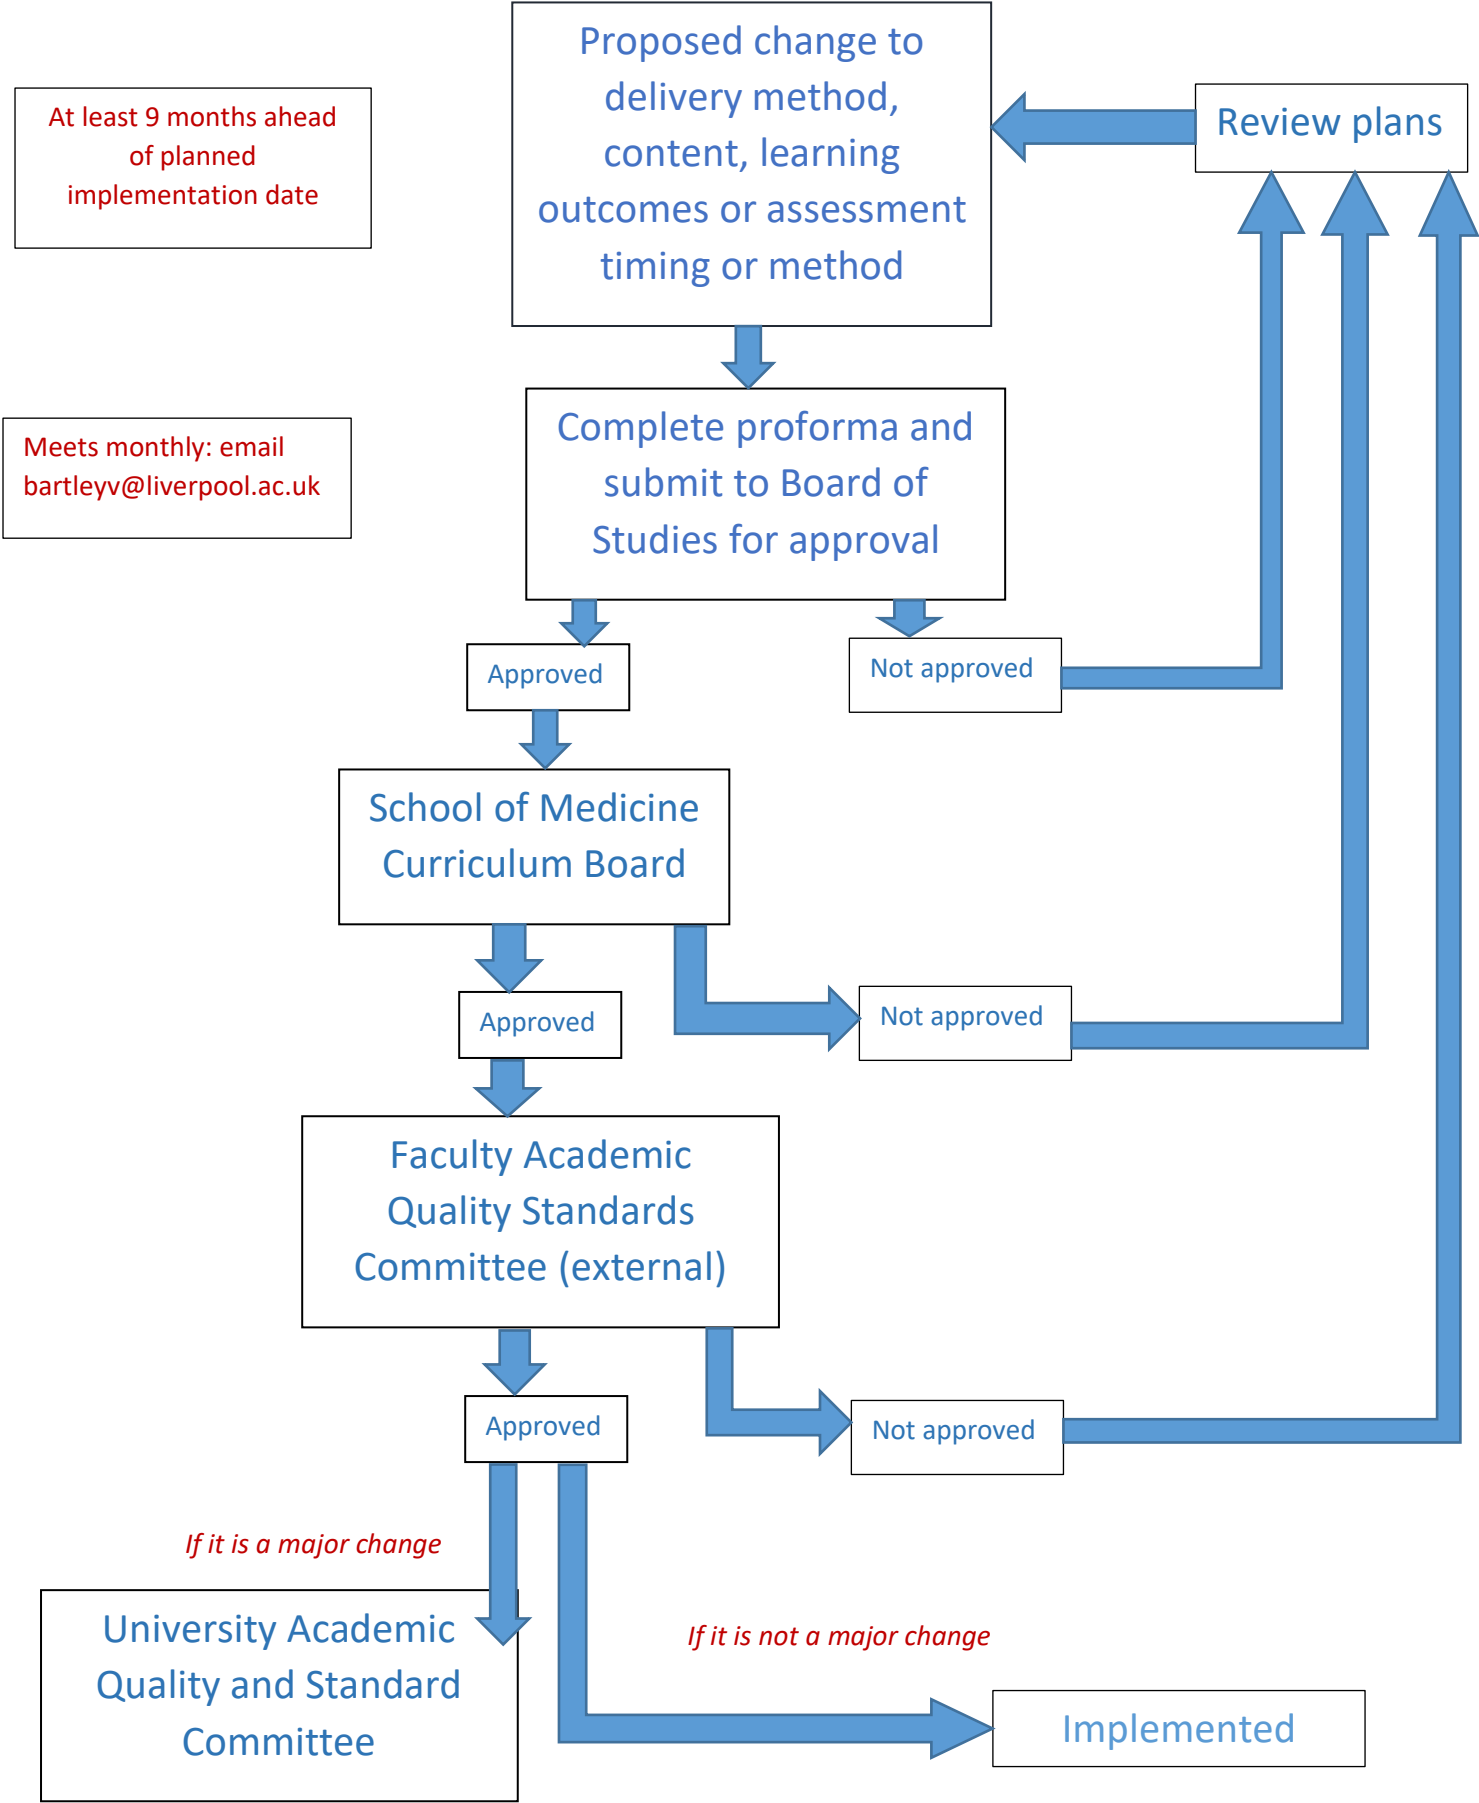 Proposed change to
delivery method,
content, learning
outcomes or assessment
timing or method
At least 9 months ahead
of planned
implementation date
Review plans
Complete proforma and
submit to Board of
Studies for approval
Meets monthly: email
bartleyv@liverpool.ac.uk
Approved
Not approved
School of Medicine
Curriculum Board
Approved
Not approved
Faculty Academic
Quality Standards
Committee (external)
Approved
Not approved
If it is a major change
University Academic
Quality and Standard
Committee
If it is not a major change
Implemented